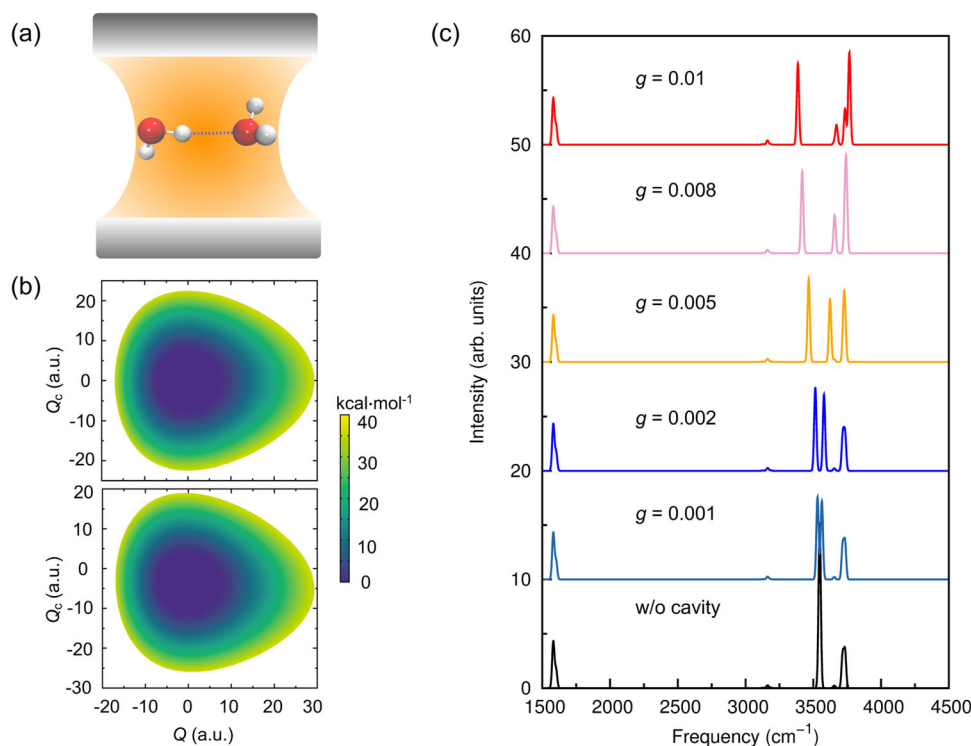 (a)
(b)
Qc (a.u.)
20
10
0
-10
-20
kcal·mol⁻¹
40
30
20
10
0
Qc (a.u.)
20
10
0
-10
-20
-30
-20 -10 0 10 20 30
Q (a.u.)
(c)
Intensity (arb. units)
60
50
40
30
20
10
0
g = 0.01
g = 0.008
g = 0.005
g = 0.002
g = 0.001
w/o cavity
1500 2000 2500 3000 3500 4000 4500
Frequency (cm⁻¹)